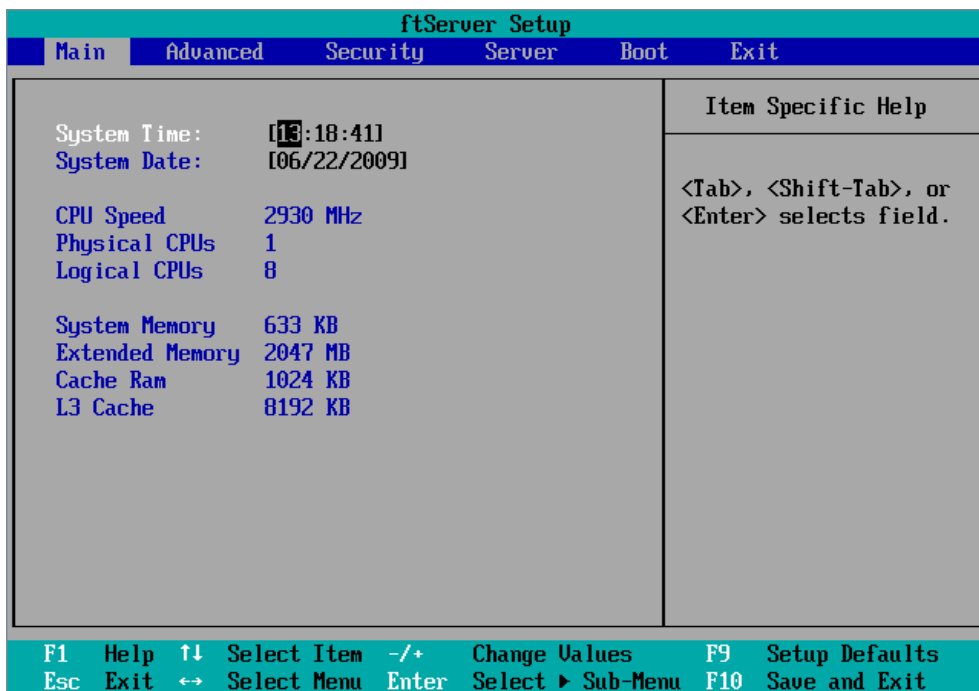 ftServer Setup
Main Advanced Security Server Boot Exit
Item Specific Help
System Time: [13:18:41]
System Date: [06/22/2009]
<Tab>, <Shift-Tab>, or
<Enter> selects field.
CPU Speed 2930 MHz
Physical CPUs 1
Logical CPUs 8
System Memory 633 KB
Extended Memory 2047 MB
Cache Ram 1024 KB
L3 Cache 8192 KB
F1 Help ↑↓ Select Item -/+ Change Values F9 Setup Defaults
Esc Exit ↔ Select Menu Enter Select ▶ Sub-Menu F10 Save and Exit